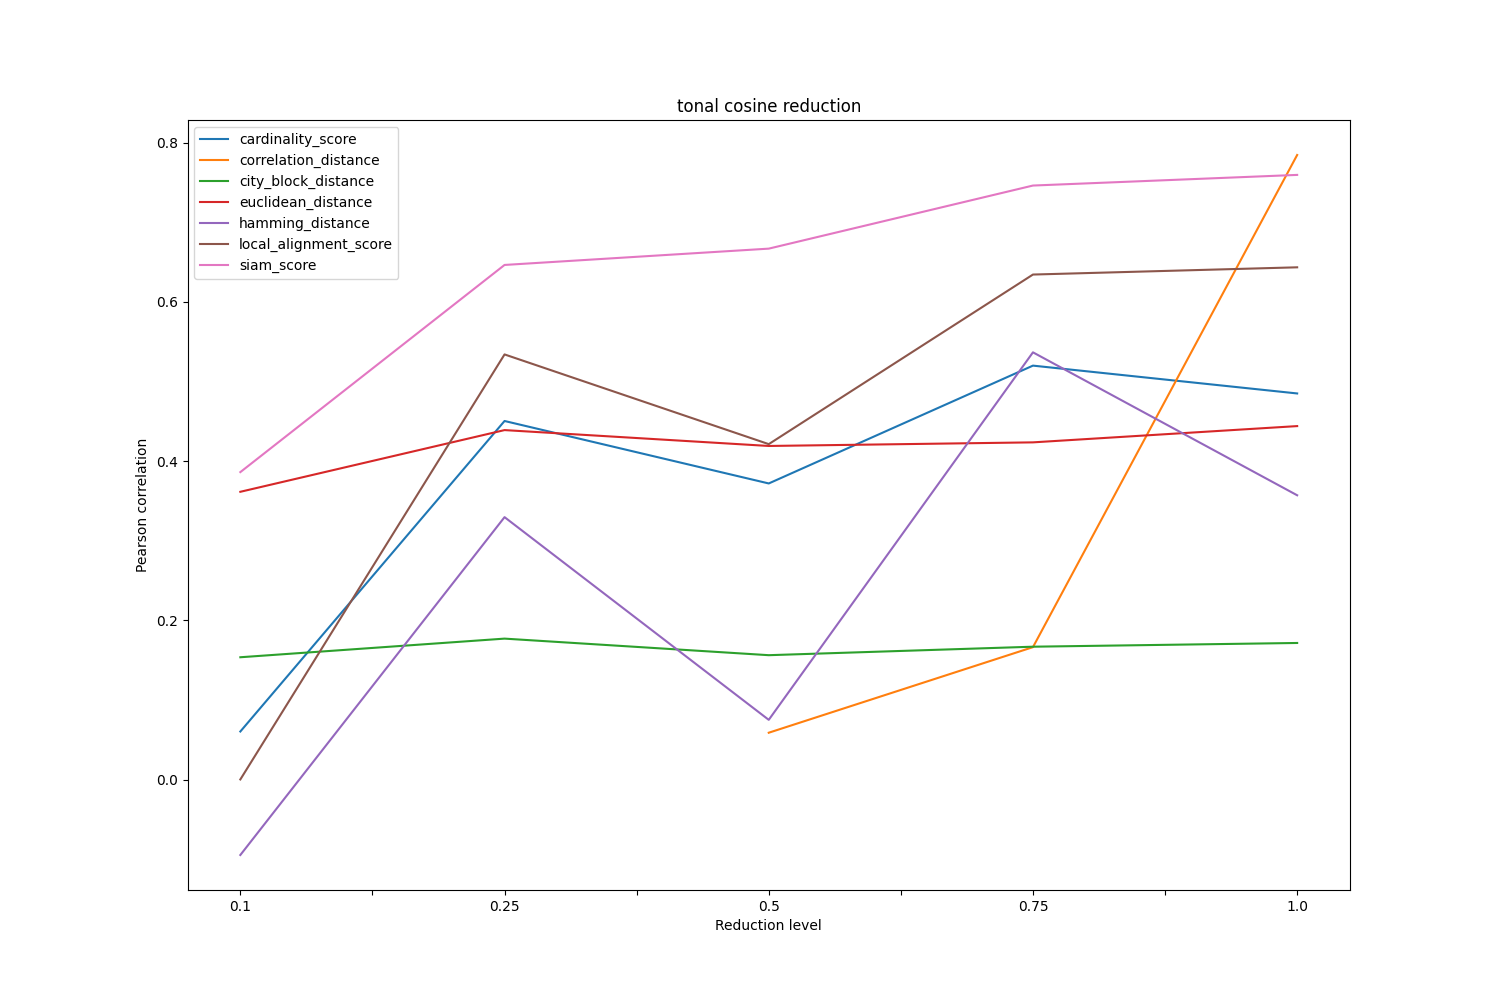 tonal cosine reduction
cardinality_score
correlation_distance
city_block_distance
euclidean_distance
hamming_distance
local_alignment_score
siam_score
0.8
0.6
0.4
0.2
0.0
Pearson correlation
0.1 0.25 0.5 0.75 1.0
Reduction level